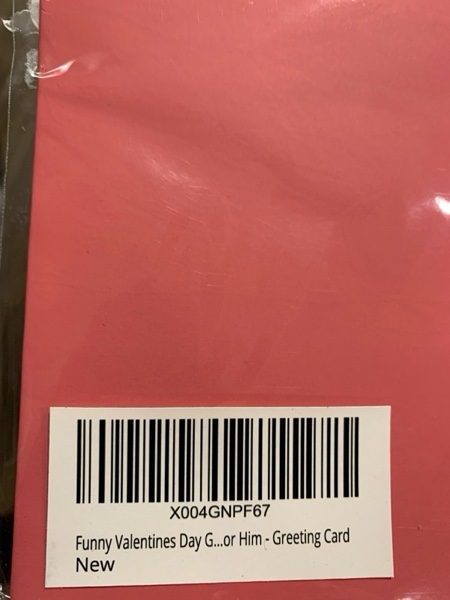 X004GNPF67
Funny Valentines Day G...or Him - Greeting Card
New